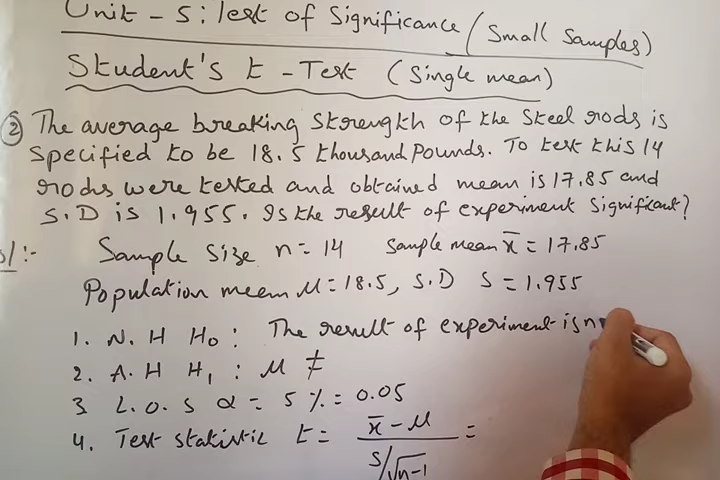 Unit - 5 : Test of Significance / (Small Samples)
Student's t - Test (Single mean)
② The average breaking strength of the steel rods is
specified to be 18.5 thousand pounds. To test this 14
rods were tested and obtained mean is 17.85 and
S.D is 1.955. Is the result of experiment significant?
Sample size n = 14 Sample mean x̄ = 17.85
Population mean μ = 18.5, S.D S = 1.955
1. N. H H₀ : The result of experiment is
2. A. H H₁ : μ ≠
3 L. O. S α = 5 % = 0.05
4. Test statistic t = x̄ - μ / S/√n-1 =